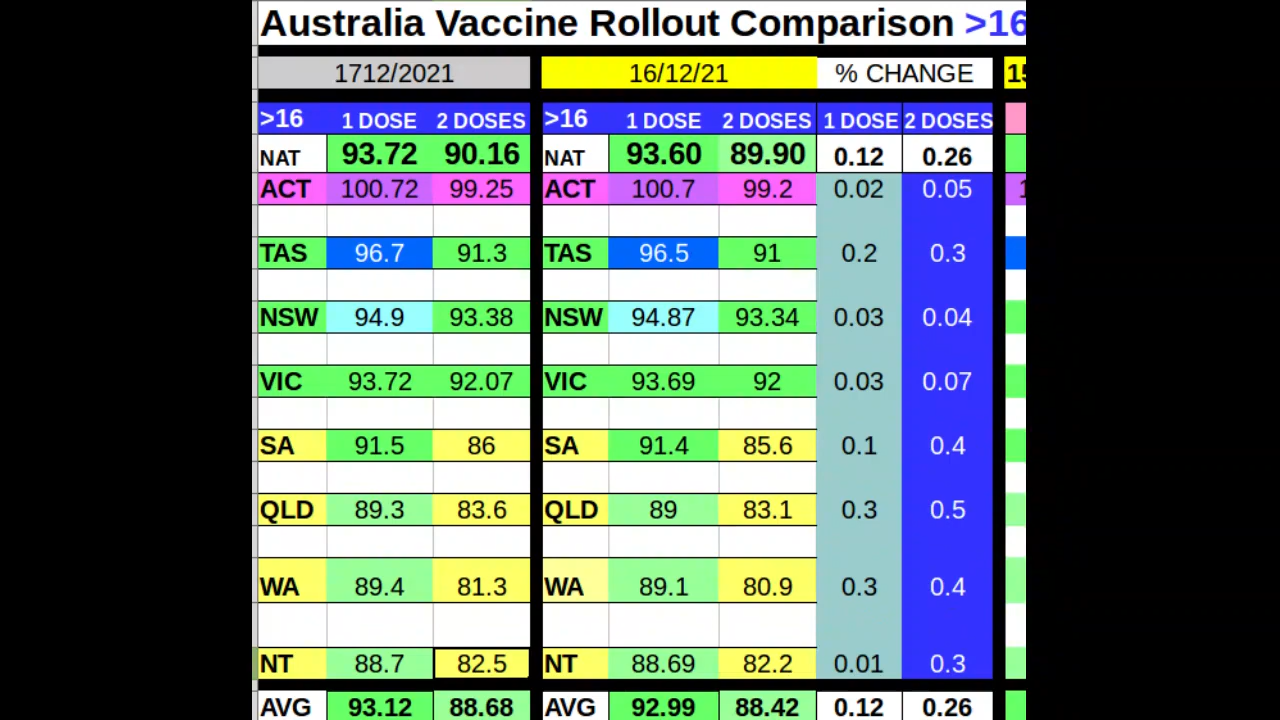 Australia Vaccine Rollout Comparison >16
1712/2021 16/12/21 % CHANGE 15
>16 1 DOSE 2 DOSES >16 1 DOSE 2 DOSES 1 DOSE 2 DOSES
NAT 93.72 90.16 NAT 93.60 89.90 0.12 0.26
ACT 100.72 99.25 ACT 100.7 99.2 0.02 0.05 1
TAS 96.7 91.3 TAS 96.5 91 0.2 0.3
NSW 94.9 93.38 NSW 94.87 93.34 0.03 0.04
VIC 93.72 92.07 VIC 93.69 92 0.03 0.07
SA 91.5 86 SA 91.4 85.6 0.1 0.4
QLD 89.3 83.6 QLD 89 83.1 0.3 0.5
WA 89.4 81.3 WA 89.1 80.9 0.3 0.4
NT 88.7 82.5 NT 88.69 82.2 0.01 0.3
AVG 93.12 88.68 AVG 92.99 88.42 0.12 0.26